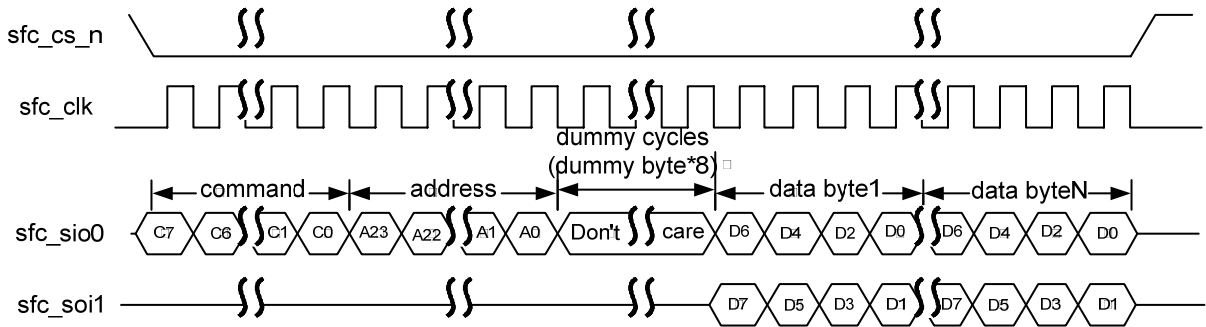 sfc_cs_n
sfc_clk
dummy cycles
(dummy byte*8)
command address data byte1 data byteN
sfc_sio0 C7 C6 C1 C0 A23 A22 A1 A0 Don't care D6 D4 D2 D0 D6 D4 D2 D0
sfc_soi1 D7 D5 D3 D1 D7 D5 D3 D1